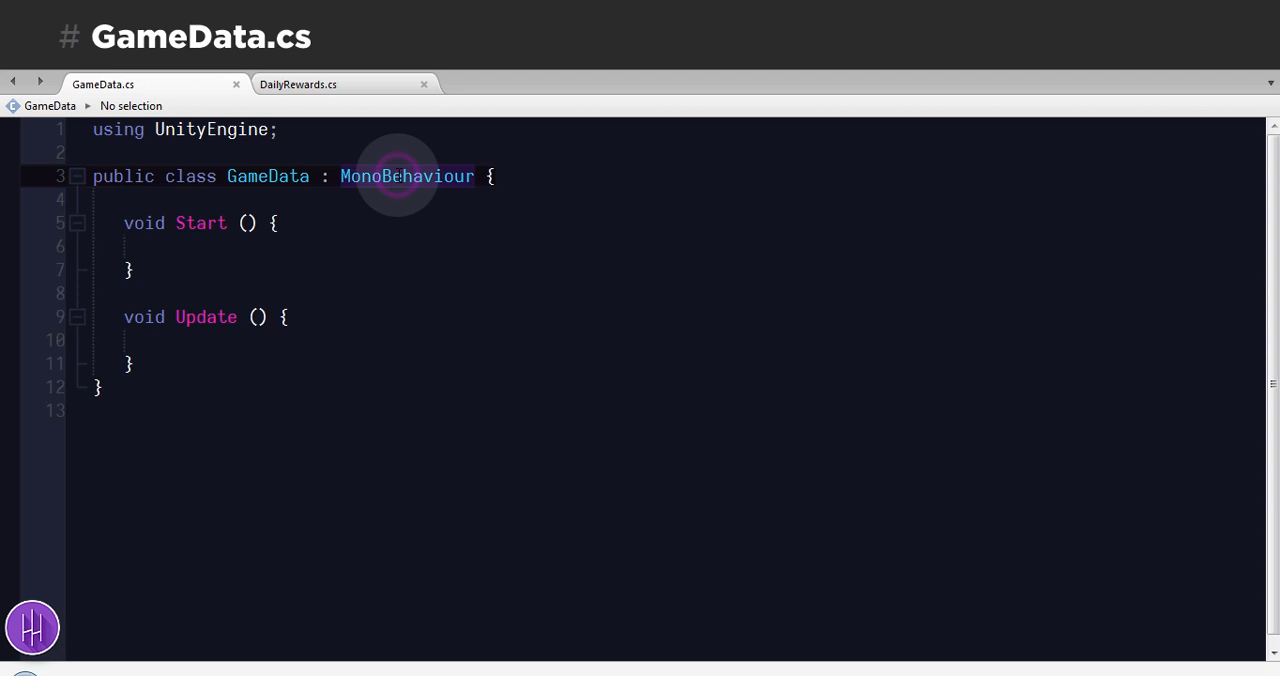 # GameData.cs
GameData.cs DailyRewards.cs
GameData No selection
1 using UnityEngine;
2
3 public class GameData : MonoBehaviour {
4
5 void Start () {
6
7 }
8
9 void Update () {
10
11 }
12 }
13